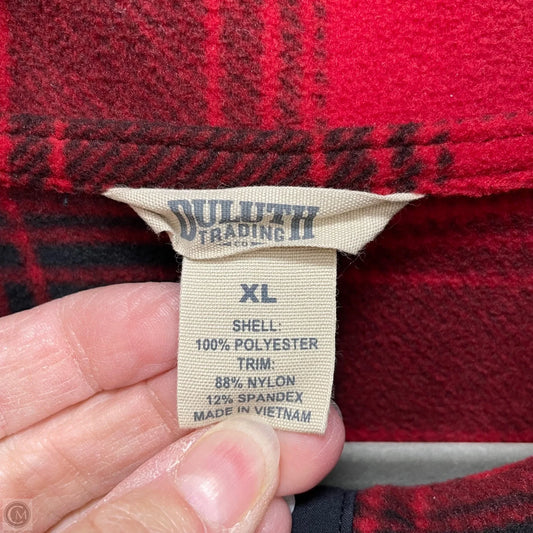 DULUTH
TRADING
CO
XL
SHELL:
100% POLYESTER
TRIM:
88% NYLON
12% SPANDEX
MADE IN VIETNAM